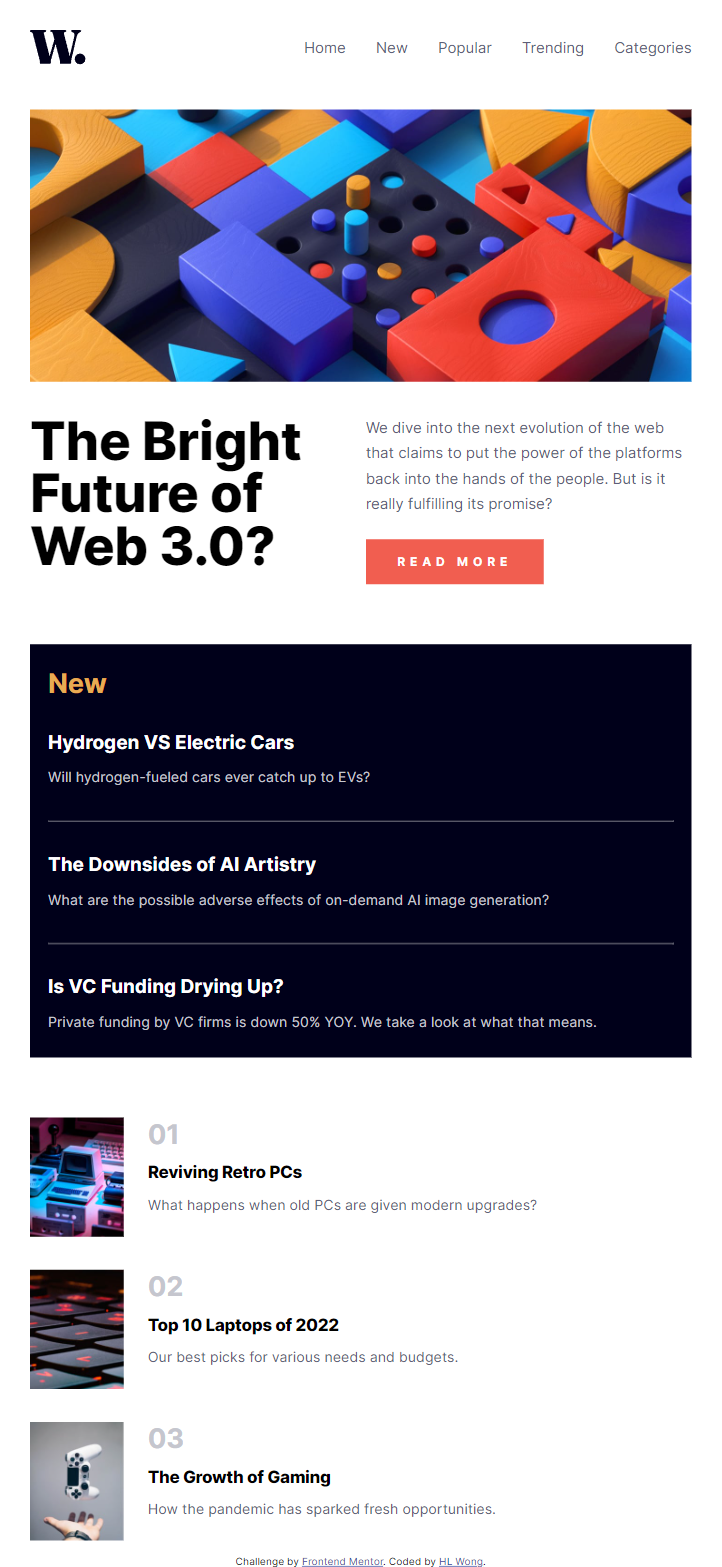 W.
Home New Popular Trending Categories
The Bright
Future of
Web 3.0?
We dive into the next evolution of the web
that claims to put the power of the platforms
back into the hands of the people. But is it
really fulfilling its promise?
READ MORE
New
Hydrogen VS Electric Cars
Will hydrogen-fueled cars ever catch up to EVs?
The Downsides of AI Artistry
What are the possible adverse effects of on-demand AI image generation?
Is VC Funding Drying Up?
Private funding by VC firms is down 50% YOY. We take a look at what that means.
01
Reviving Retro PCs
What happens when old PCs are given modern upgrades?
02
Top 10 Laptops of 2022
Our best picks for various needs and budgets.
03
The Growth of Gaming
How the pandemic has sparked fresh opportunities.
Challenge by Frontend Mentor. Coded by HL Wong.